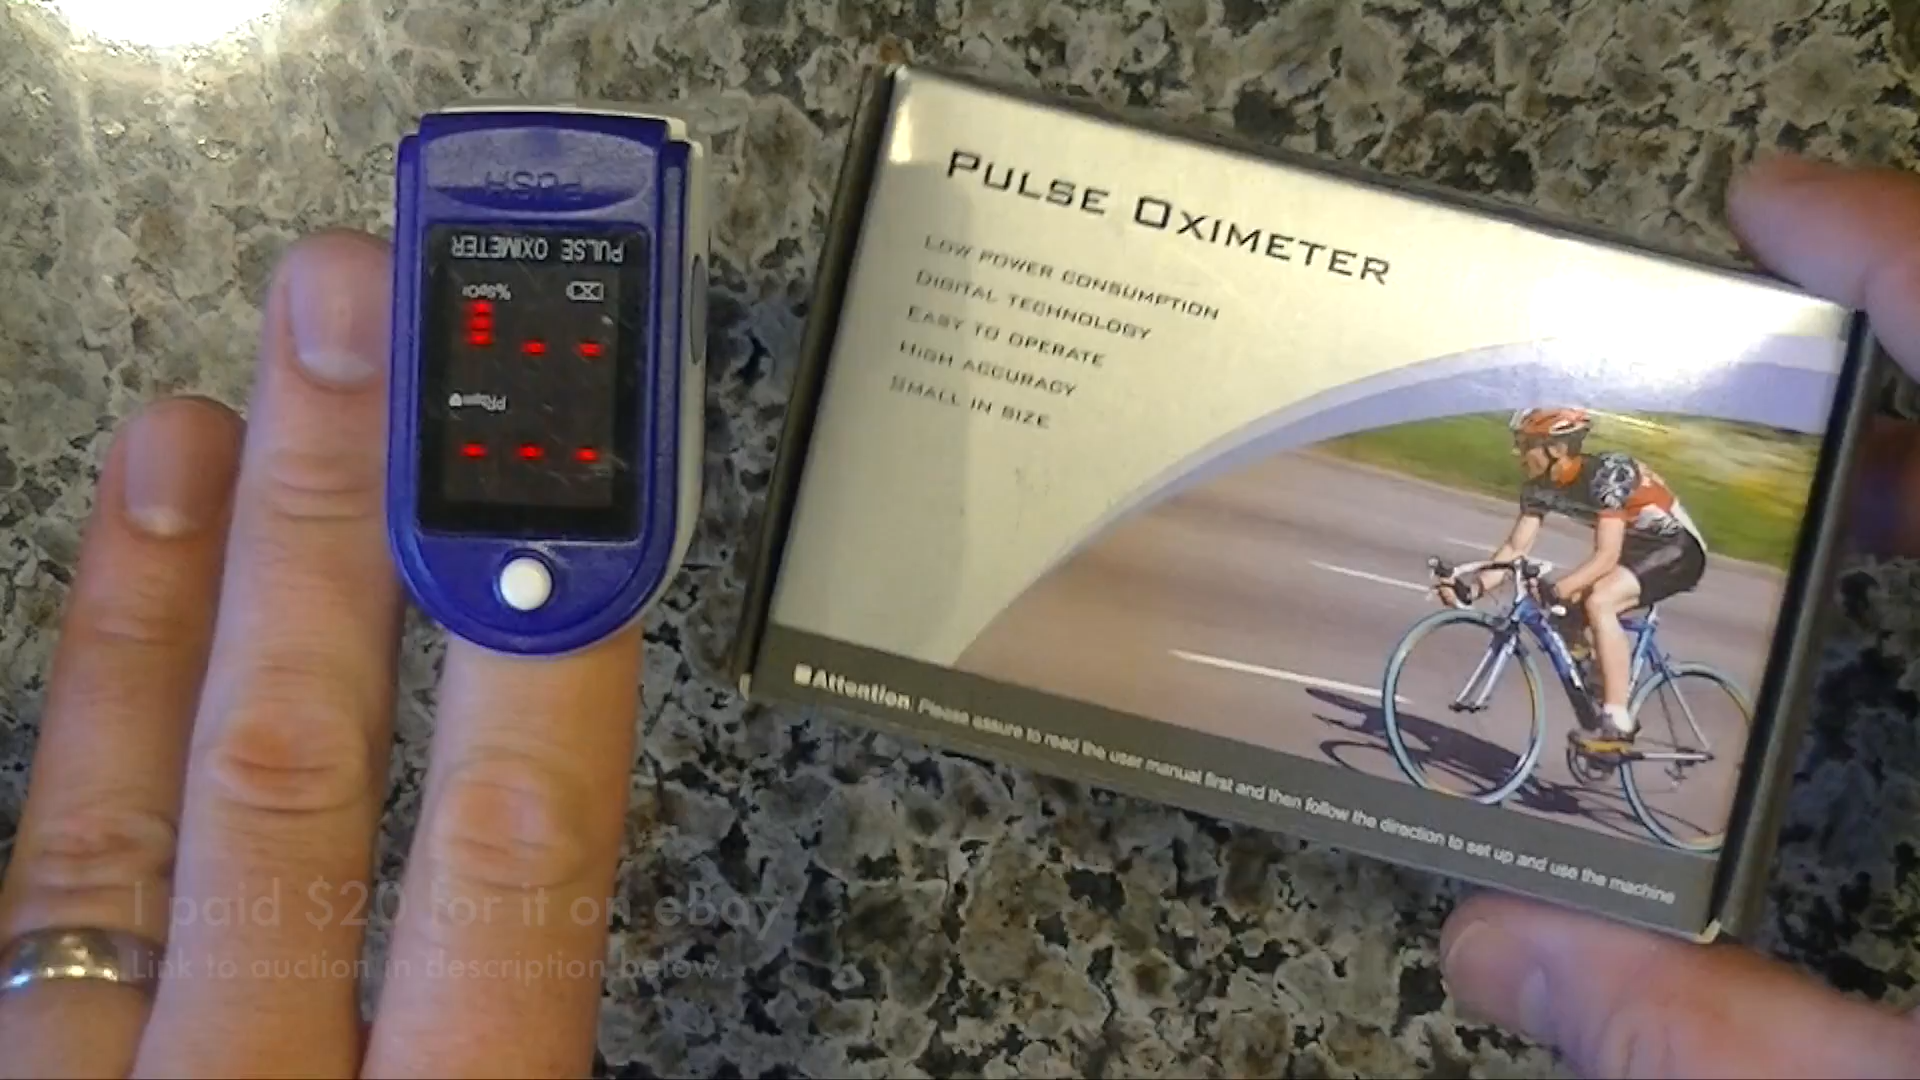 PUSH
PULSE OXIMETER
%SpO₂
PRbpm
- - -
PULSE OXIMETER
LOW POWER CONSUMPTION
DIGITAL TECHNOLOGY
EASY TO OPERATE
HIGH ACCURACY
SMALL IN SIZE
Attention: Please assure to read the user manual first and then follow the direction to set up and use the machine
I paid $20 for it on eBay
Link to auction in description below.